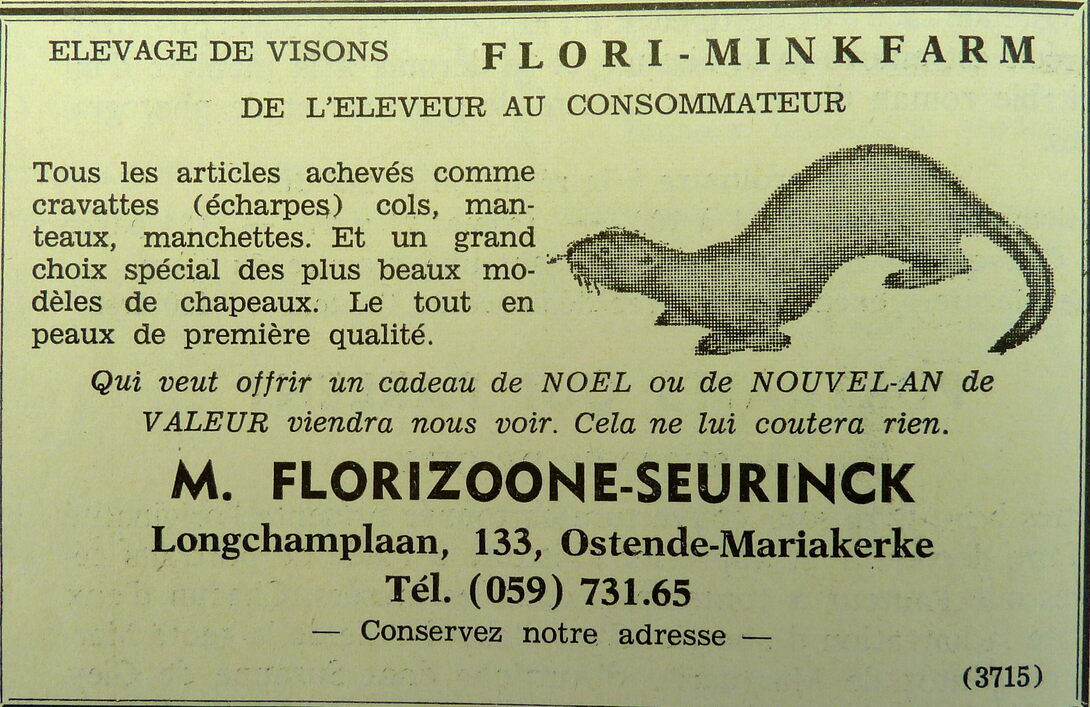 ELEVAGE DE VISONS FLORI-MINKFARM
DE L'ELEVEUR AU CONSOMMATEUR
Tous les articles achevés comme
cravattes (écharpes) cols, man-
teaux, manchettes. Et un grand
choix spécial des plus beaux mo-
dèles de chapeaux. Le tout en
peaux de première qualité.
Qui veut offrir un cadeau de NOEL ou de NOUVEL-AN de
VALEUR viendra nous voir. Cela ne lui coutera rien.
M. FLORIZOONE-SEURINCK
Longchamplaan, 133, Ostende-Mariakerke
Tél. (059) 731.65
— Conservez notre adresse —
(3715)